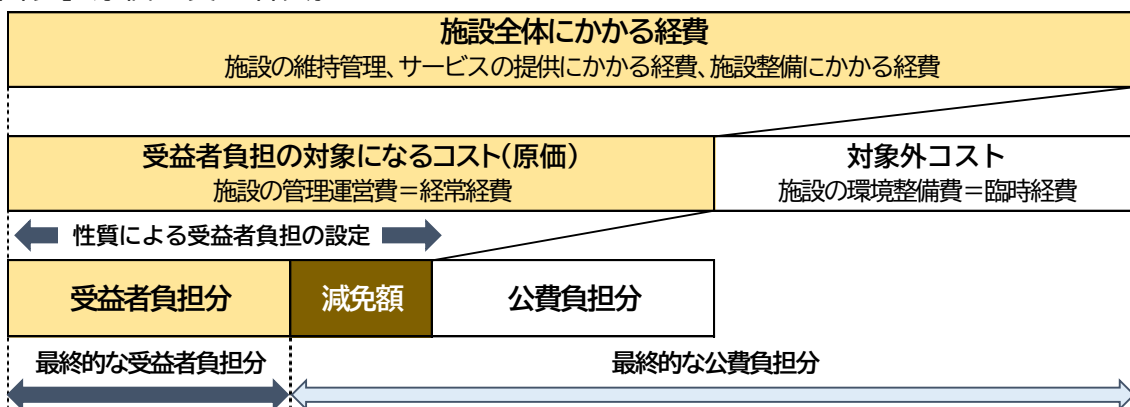 施設全体にかかる経費
施設の維持管理、サービスの提供にかかる経費、施設整備にかかる経費
受益者負担の対象になるコスト(原価)
施設の管理運営費＝経常経費
対象外コスト
施設の環境整備費＝臨時経費
性質による受益者負担の設定
受益者負担分
減免額
公費負担分
最終的な受益者負担分
最終的な公費負担分